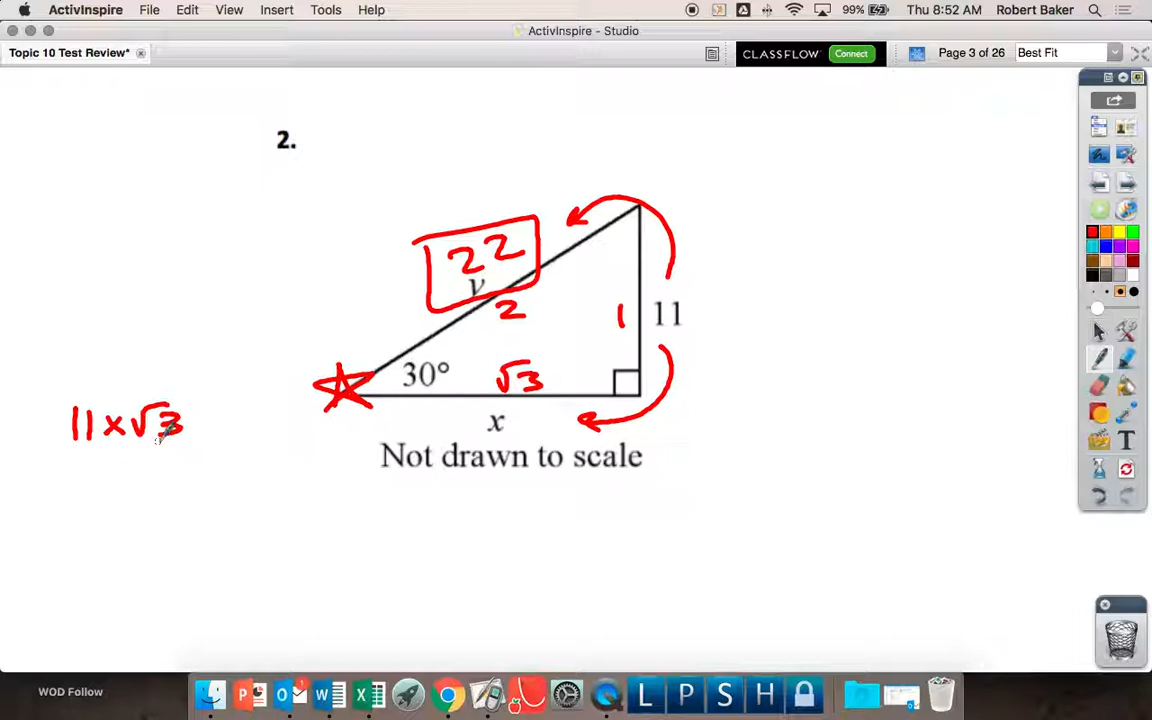 ActivInspire File Edit View Insert Tools Help 99% Thu 8:52 AM Robert Baker
ActivInspire - Studio
Topic 10 Test Review* CLASSFLOW Connect Page 3 of 26 Best Fit
2.
22
y
2
1
11
30°
√3
x
11x√3
Not drawn to scale
T
WOD Follow
P W X
L P S H
1